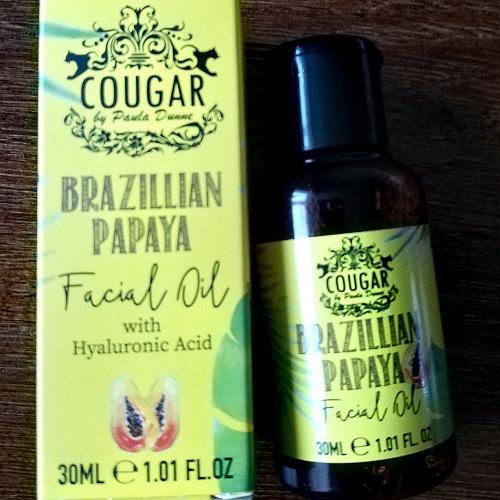 COUGAR
by Paula Dunne
BRAZILLIAN
PAPAYA
Facial Oil
with
Hyaluronic Acid
30ML ℮ 1.01 FL.OZ
COUGAR
by Paula Dunne
BRAZILLIAN
PAPAYA
Facial Oil
30ML ℮ 1.01 FL.OZ